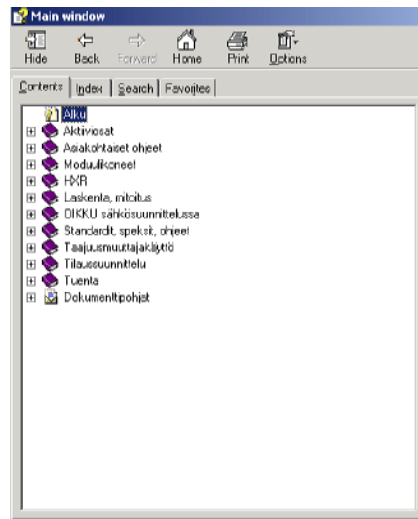 Main window
Hide Back Forward Home Print Options
Contents Index Search Favorites
Alku
Aktiviosat
Asiakohtaiset ohjeet
Moduulikoneet
HXR
Laskenta, mitoitus
OIKKU sähkösuunnittelussa
Standardit, speksit, ohjeet
Taajuusmuuttajakäyttö
Tilaussuunnittelu
Tuenta
Dokumenttipohjat